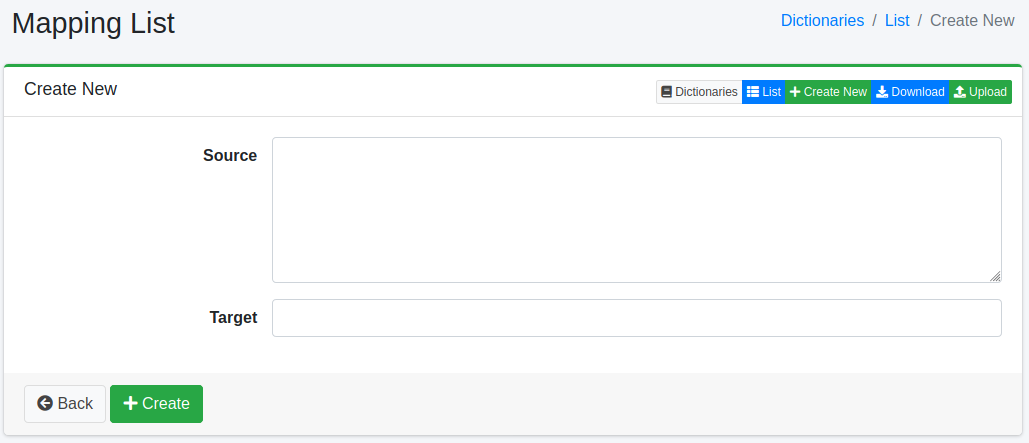 Mapping List
Dictionaries / List / Create New
Create New
Dictionaries List Create New Download Upload
Source
Target
Back Create